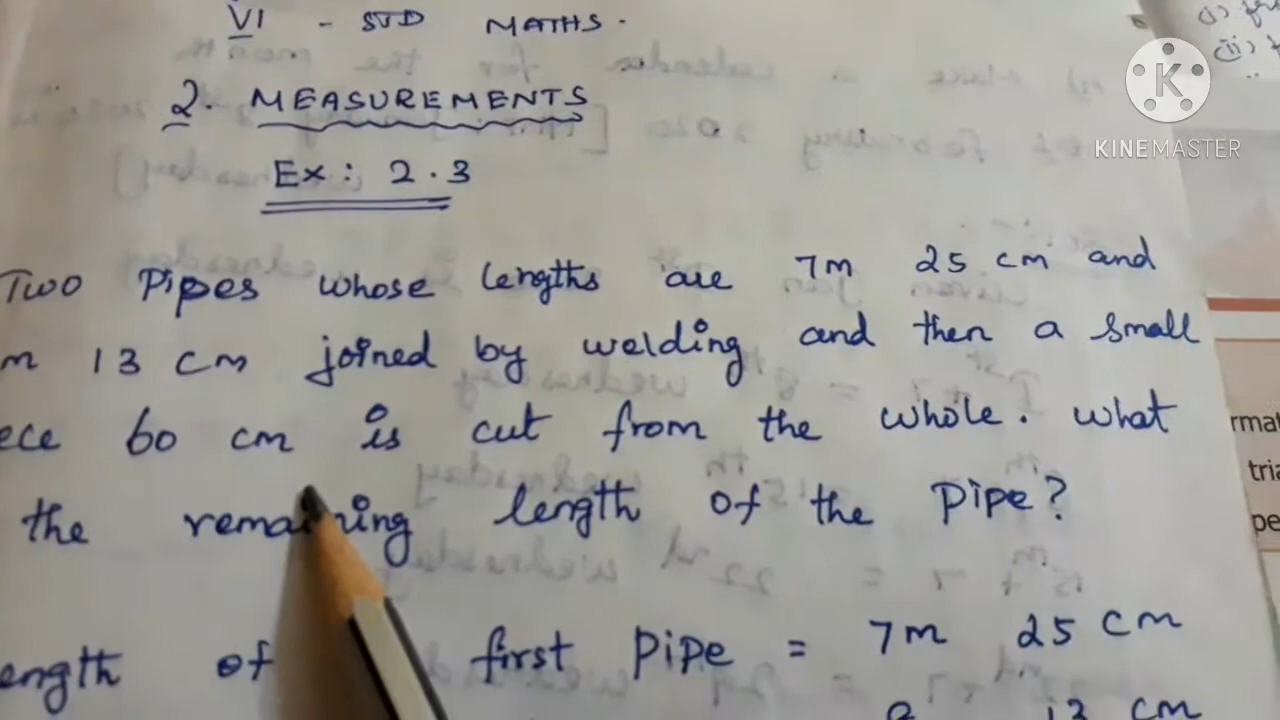 VI - STD MATHS.
2. MEASUREMENTS
Ex: 2.3
Two Pipes whose lengths are 7m 25 cm and
m 13 cm joined by welding and then a small
ece 60 cm is cut from the whole. What
the remaining length of the Pipe?
ength of first Pipe = 7m 25 cm
13 cm
KINEMASTER